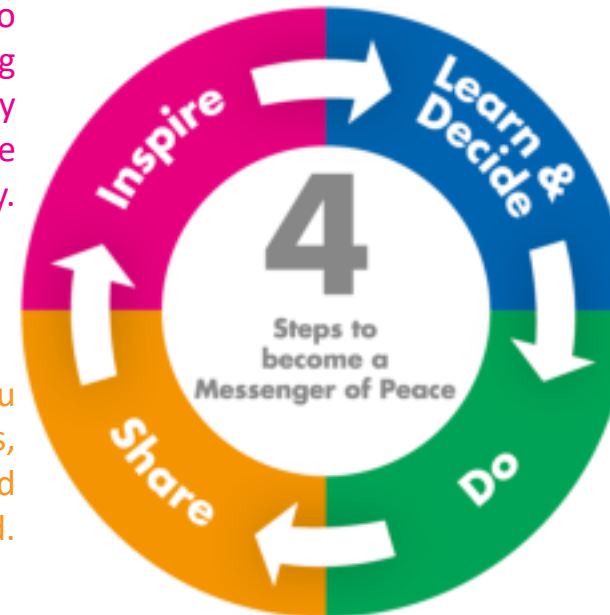 o
g
y
e
y.
Inspire
Learn &
Decide
4
Steps to
become a
Messenger of Peace
u
s,
d
d.
Share
Do